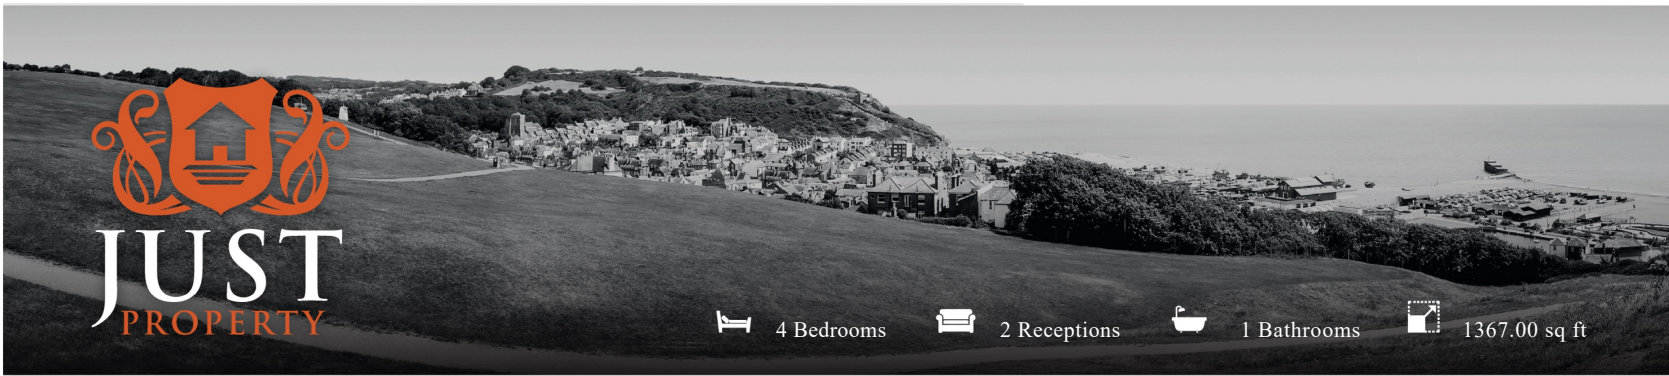 JUST
PROPERTY
4 Bedrooms
2 Receptions
1 Bathrooms
1367.00 sq ft